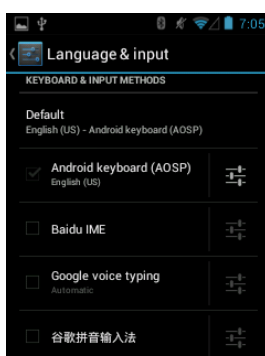 7:05
Language & input
KEYBOARD & INPUT METHODS
Default
English (US) - Android keyboard (AOSP)
Android keyboard (AOSP)
English (US)
Baidu IME
Google voice typing
Automatic
谷歌拼音输入法